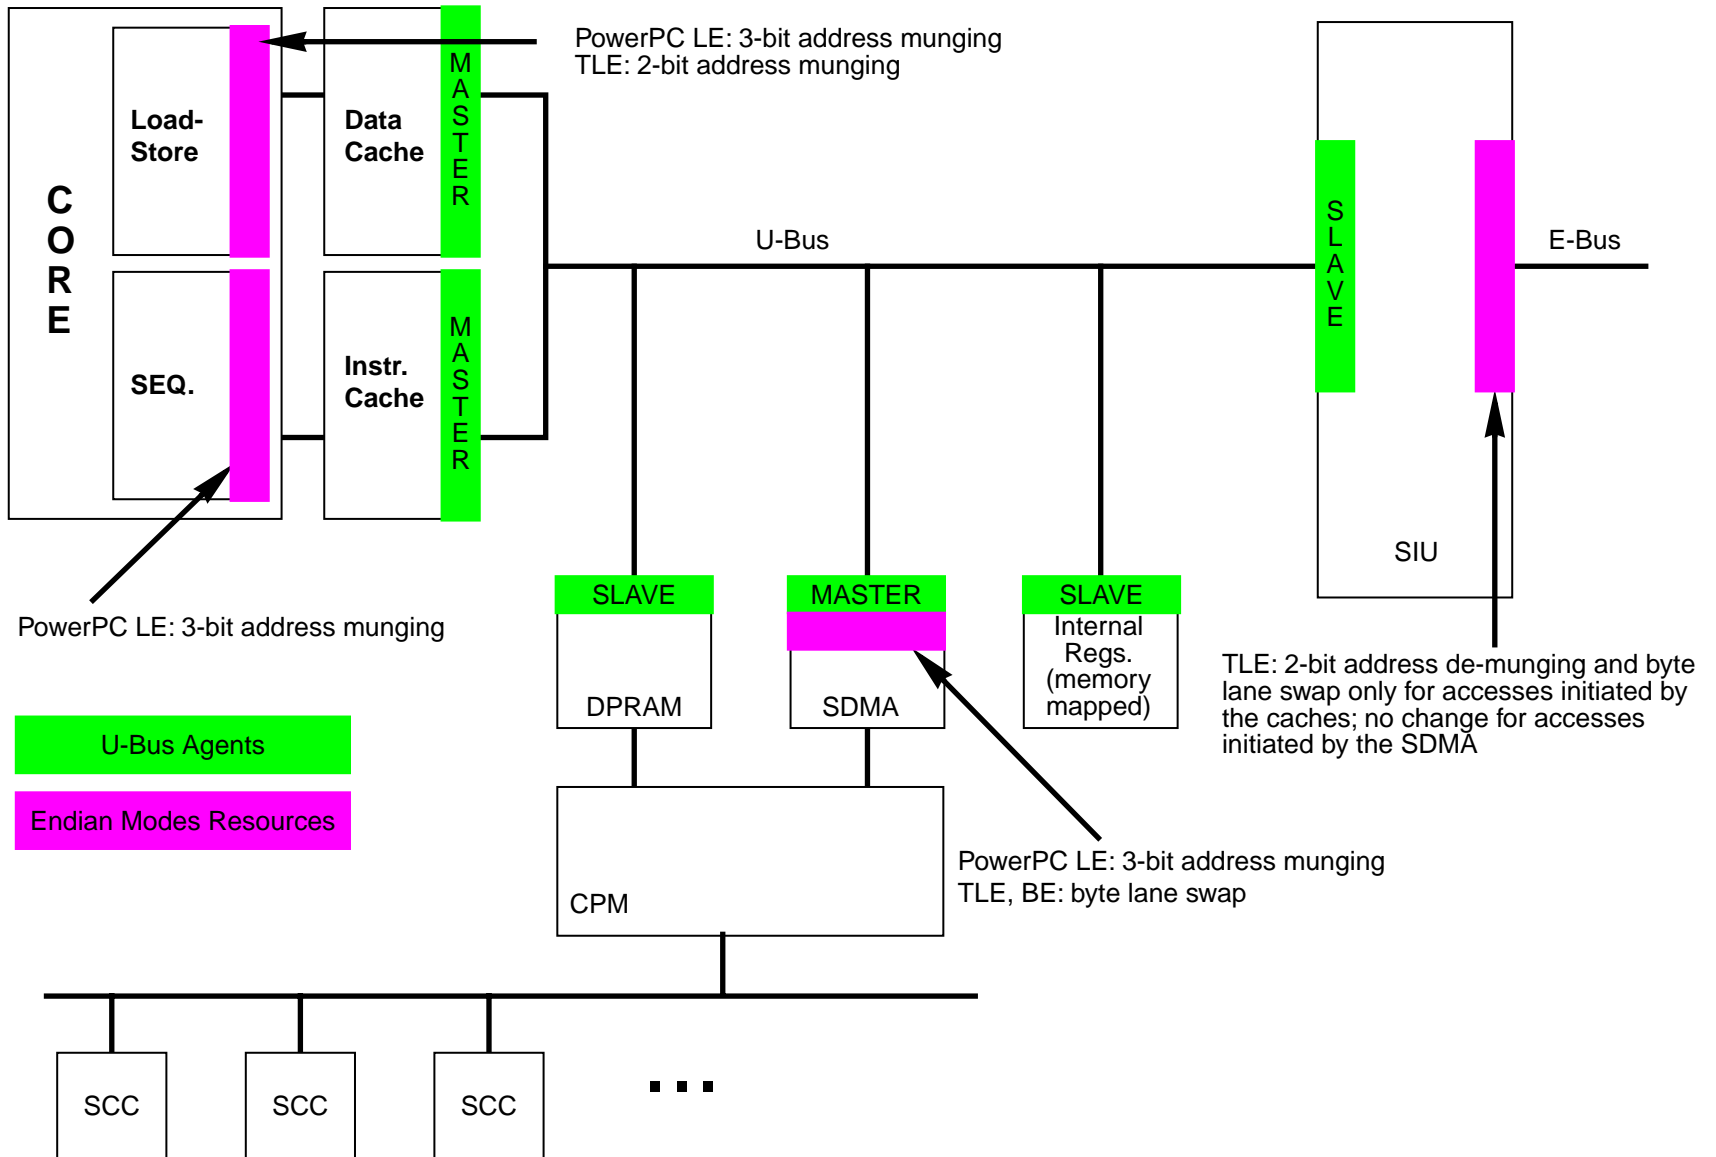 PowerPC LE: 3-bit address munging
TLE: 2-bit address munging
CORE
Load-
Store
Data
Cache
MASTER
SEQ.
Instr.
Cache
MASTER
U-Bus
SLAVE
E-Bus
SIU
PowerPC LE: 3-bit address munging
SLAVE
DPRAM
MASTER
SDMA
SLAVE
Internal
Regs.
(memory
mapped)
TLE: 2-bit address de-munging and byte
lane swap only for accesses initiated by
the caches; no change for accesses
initiated by the SDMA
U-Bus Agents
Endian Modes Resources
PowerPC LE: 3-bit address munging
TLE, BE: byte lane swap
CPM
SCC
SCC
SCC
...